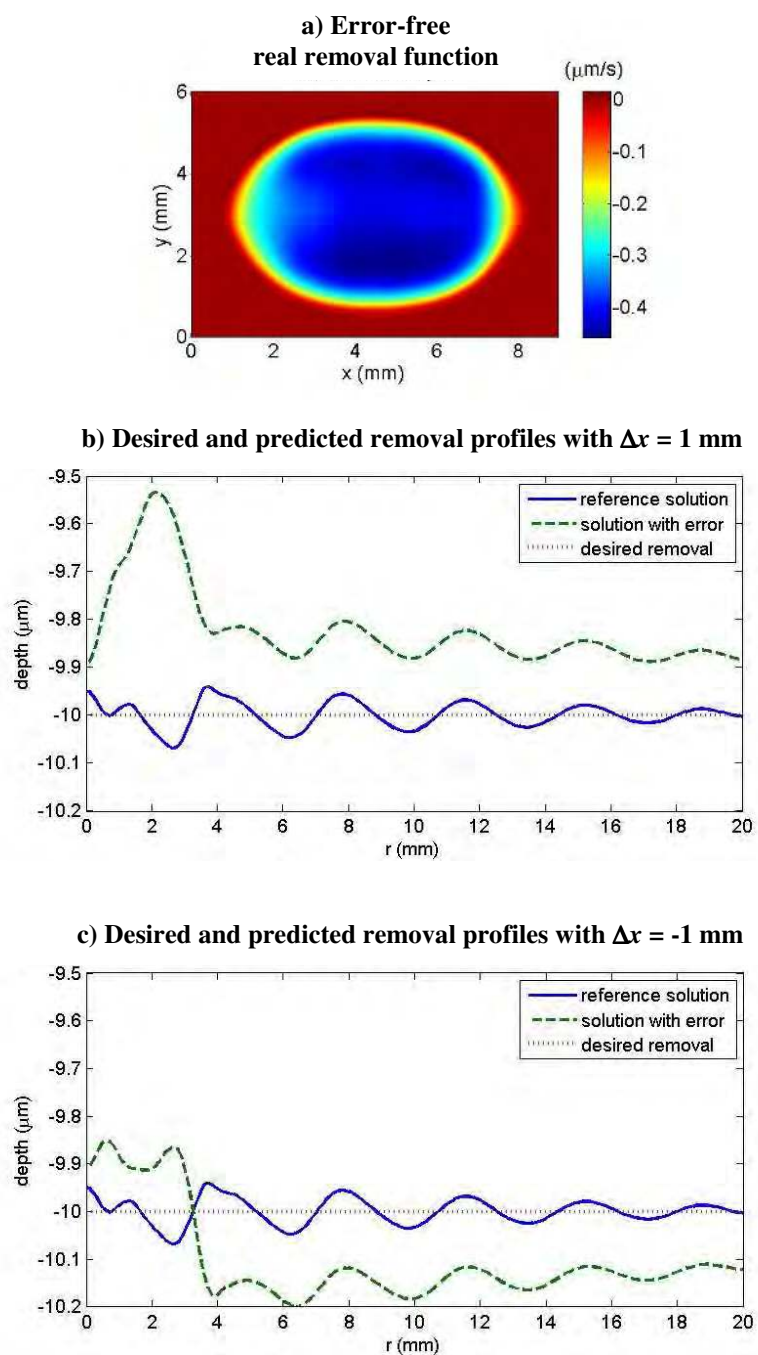 a) Error-free
real removal function
(μm/s)
6
4
2
0
y (mm)
0 2 4 6 8
x (mm)
0
-0.1
-0.2
-0.3
-0.4
b) Desired and predicted removal profiles with Δx = 1 mm
-9.5
-9.6
-9.7
-9.8
-9.9
-10
-10.1
-10.2
depth (μm)
reference solution
solution with error
desired removal
0 2 4 6 8 10 12 14 16 18 20
r (mm)
c) Desired and predicted removal profiles with Δx = -1 mm
-9.5
-9.6
-9.7
-9.8
-9.9
-10
-10.1
-10.2
depth (μm)
reference solution
solution with error
desired removal
0 2 4 6 8 10 12 14 16 18 20
r (mm)